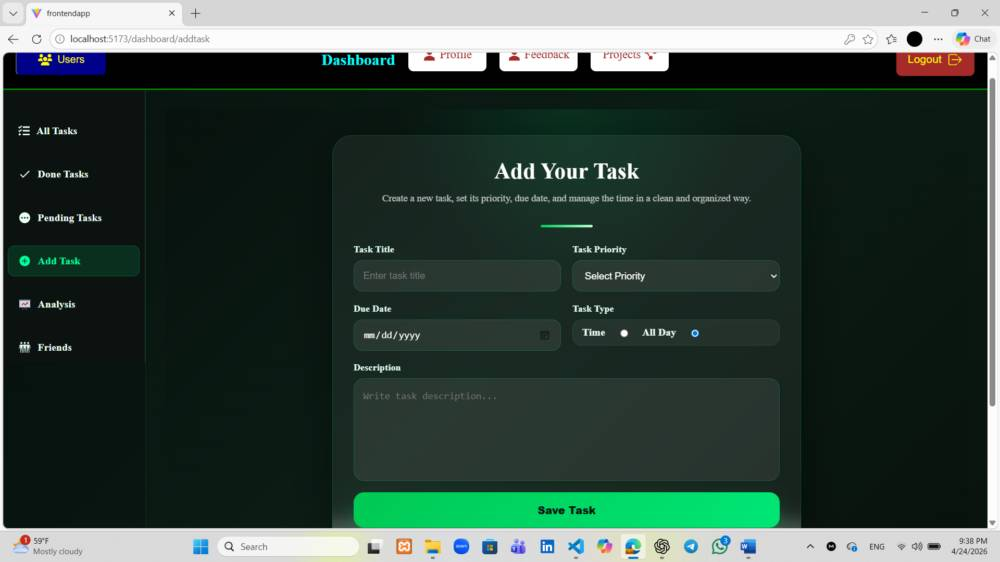 frontendapp
localhost:5173/dashboard/addtask
Chat
Users
Dashboard
Profile
Feedback
Projects
Logout
All Tasks
Done Tasks
Pending Tasks
Add Task
Analysis
Friends
Add Your Task
Create a new task, set its priority, due date, and manage the time in a clean and organized way.
Task Title
Task Priority
Enter task title
Select Priority
Due Date
Task Type
mm/dd/yyyy
Time
All Day
Description
Write task description...
Save Task
1
59°F
Mostly cloudy
Search
3
ENG
9:38 PM
4/24/2026